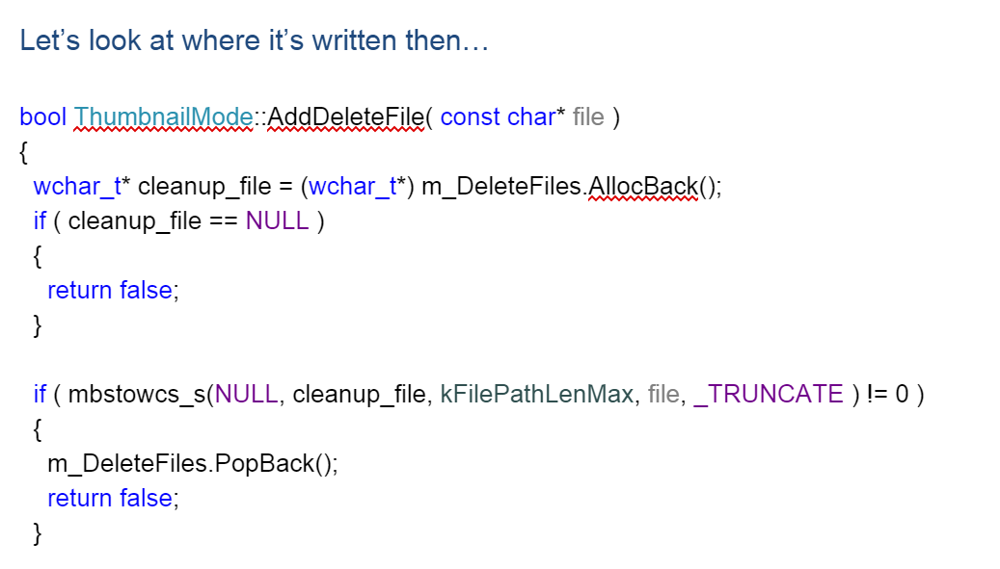 Let’s look at where it’s written then…
bool ThumbnailMode::AddDeleteFile( const char* file )
{
wchar_t* cleanup_file = (wchar_t*) m_DeleteFiles.AllocBack();
if ( cleanup_file == NULL )
{
return false;
}
if ( mbstowcs_s(NULL, cleanup_file, kFilePathLenMax, file, _TRUNCATE ) != 0 )
{
m_DeleteFiles.PopBack();
return false;
}